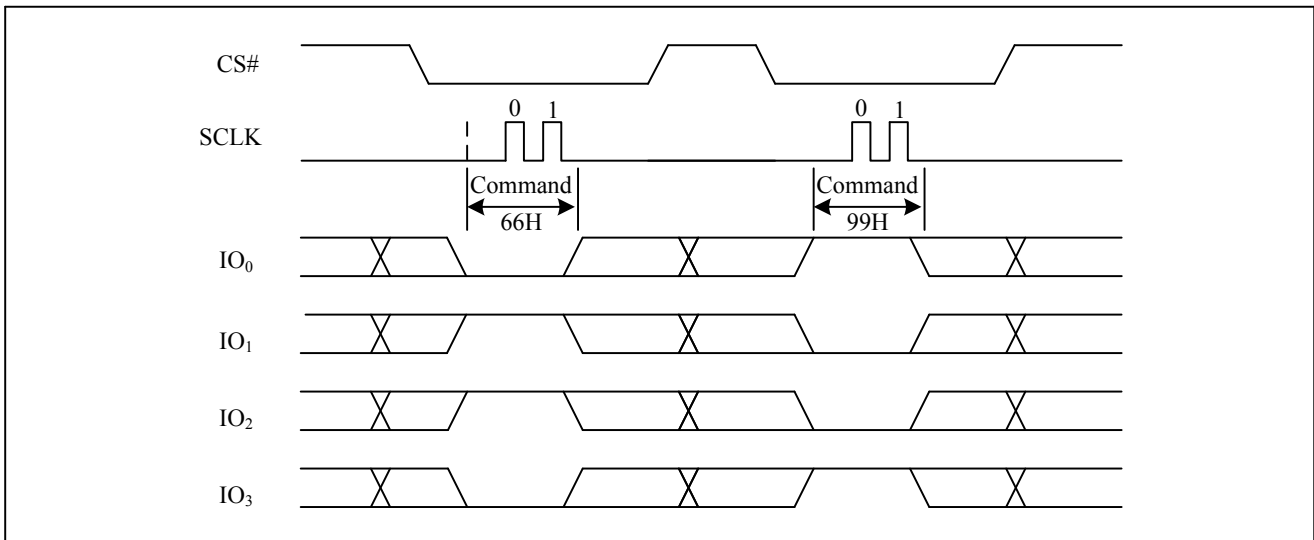 CS#
0 1 0 1
SCLK
Command Command
66H 99H
IO0
IO1
IO2
IO3